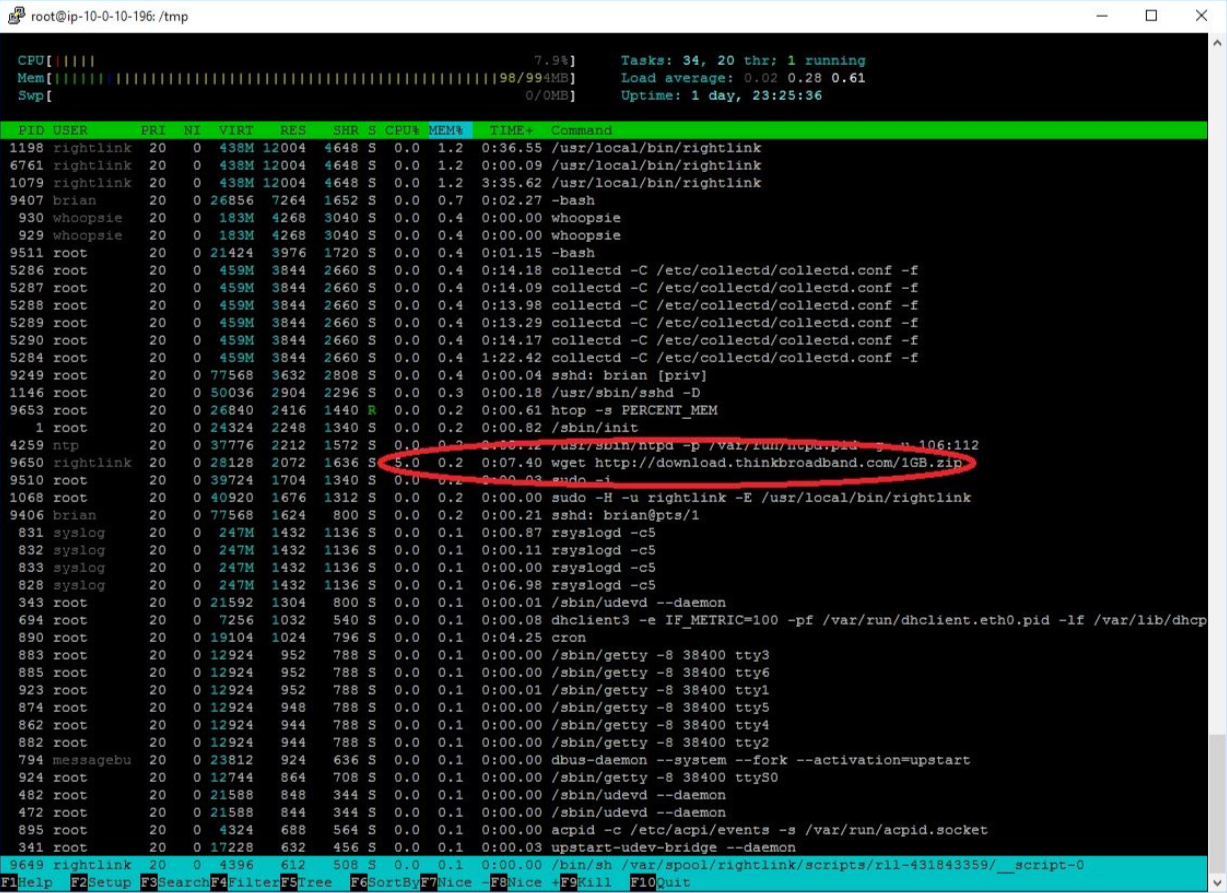 root@ip-10-0-10-196: /tmp
CPU[||||| 7.9%] Tasks: 34, 20 thr; 1 running
98/994MB] Load average: 0.02 0.28 0.61
Swp[ 0/0MB] Uptime: 1 day, 23:25:36
PID USER PRI NI VIRT RES SHR S CPU% MEM% TIME+ Command
1198 rightlink 20 0 438M 12004 4648 S 0.0 1.2 0:36.55 /usr/local/bin/rightlink
6761 rightlink 20 0 438M 12004 4648 S 0.0 1.2 0:00.09 /usr/local/bin/rightlink
1079 rightlink 20 0 438M 12004 4648 S 0.0 1.2 3:35.62 /usr/local/bin/rightlink
9407 brian 20 0 26856 7264 1652 S 0.0 0.7 0:02.27 -bash
930 whoopsie 20 0 183M 4268 3040 S 0.0 0.4 0:00.00 whoopsie
929 whoopsie 20 0 183M 4268 3040 S 0.0 0.4 0:00.00 whoopsie
9511 root 20 0 21424 3976 1720 S 0.0 0.4 0:01.15 -bash
5286 root 20 0 459M 3844 2660 S 0.0 0.4 0:14.18 collectd -C /etc/collectd/collectd.conf -f
5287 root 20 0 459M 3844 2660 S 0.0 0.4 0:14.09 collectd -C /etc/collectd/collectd.conf -f
5288 root 20 0 459M 3844 2660 S 0.0 0.4 0:13.98 collectd -C /etc/collectd/collectd.conf -f
5289 root 20 0 459M 3844 2660 S 0.0 0.4 0:13.29 collectd -C /etc/collectd/collectd.conf -f
5290 root 20 0 459M 3844 2660 S 0.0 0.4 0:14.17 collectd -C /etc/collectd/collectd.conf -f
5284 root 20 0 459M 3844 2660 S 0.0 0.4 1:22.42 collectd -C /etc/collectd/collectd.conf -f
9249 root 20 0 77568 3632 2808 S 0.0 0.4 0:00.04 sshd: brian [priv]
1146 root 20 0 50036 2904 2296 S 0.0 0.3 0:00.18 /usr/sbin/sshd -D
9653 root 20 0 26840 2416 1440 R 0.0 0.2 0:00.61 htop -s PERCENT_MEM
1 root 20 0 24324 2248 1340 S 0.0 0.2 0:00.82 /sbin/init
4259 ntp 20 0 37776 2212 1572 S 0.0 0.2 /usr/sbin/ntpd -p /var/run/ntpd.pid -g -u 106:112
9650 rightlink 20 0 28128 2072 1636 S 5.0 0.2 0:07.40 wget http://download.thinkbroadband.com/1GB.zip
9510 root 20 0 39724 1704 1340 S 0.0 0.2 0:00.03 sudo -i
1068 root 20 0 40920 1676 1312 S 0.0 0.2 0:00.00 sudo -H -u rightlink -E /usr/local/bin/rightlink
9406 brian 20 0 77568 1624 800 S 0.0 0.2 0:00.21 sshd: brian@pts/1
831 syslog 20 0 247M 1432 1136 S 0.0 0.1 0:00.87 rsyslogd -c5
832 syslog 20 0 247M 1432 1136 S 0.0 0.1 0:00.11 rsyslogd -c5
833 syslog 20 0 247M 1432 1136 S 0.0 0.1 0:00.00 rsyslogd -c5
828 syslog 20 0 247M 1432 1136 S 0.0 0.1 0:06.98 rsyslogd -c5
343 root 20 0 21592 1304 800 S 0.0 0.1 0:00.01 /sbin/udevd --daemon
694 root 20 0 7256 1032 540 S 0.0 0.1 0:00.08 dhclient3 -e IF_METRIC=100 -pf /var/run/dhclient.eth0.pid -lf /var/lib/dhcp
890 root 20 0 19104 1024 796 S 0.0 0.1 0:04.25 cron
883 root 20 0 12924 952 788 S 0.0 0.1 0:00.00 /sbin/getty -8 38400 tty3
885 root 20 0 12924 952 788 S 0.0 0.1 0:00.00 /sbin/getty -8 38400 tty6
923 root 20 0 12924 952 788 S 0.0 0.1 0:00.01 /sbin/getty -8 38400 tty1
874 root 20 0 12924 948 788 S 0.0 0.1 0:00.00 /sbin/getty -8 38400 tty5
862 root 20 0 12924 944 788 S 0.0 0.1 0:00.00 /sbin/getty -8 38400 tty4
882 root 20 0 12924 944 788 S 0.0 0.1 0:00.00 /sbin/getty -8 38400 tty2
794 messagebu 20 0 23812 924 636 S 0.0 0.1 0:00.00 dbus-daemon --system --fork --activation=upstart
924 root 20 0 12744 864 708 S 0.0 0.1 0:00.00 /sbin/getty -8 38400 ttyS0
482 root 20 0 21588 848 344 S 0.0 0.1 0:00.00 /sbin/udevd --daemon
472 root 20 0 21588 844 344 S 0.0 0.1 0:00.00 /sbin/udevd --daemon
895 root 20 0 4324 688 564 S 0.0 0.1 0:00.00 acpid -c /etc/acpi/events -s /var/run/acpid.socket
341 root 20 0 17228 632 456 S 0.0 0.1 0:00.03 upstart-udev-bridge --daemon
9649 rightlink 20 0 4396 612 508 S 0.0 0.1 0:00.00 /bin/sh /var/spool/rightlink/scripts/rll-431843359/__script-0
F1Help F2Setup F3SearchF4FilterF5Tree F6SortByF7Nice -F8Nice +F9Kill F10Quit